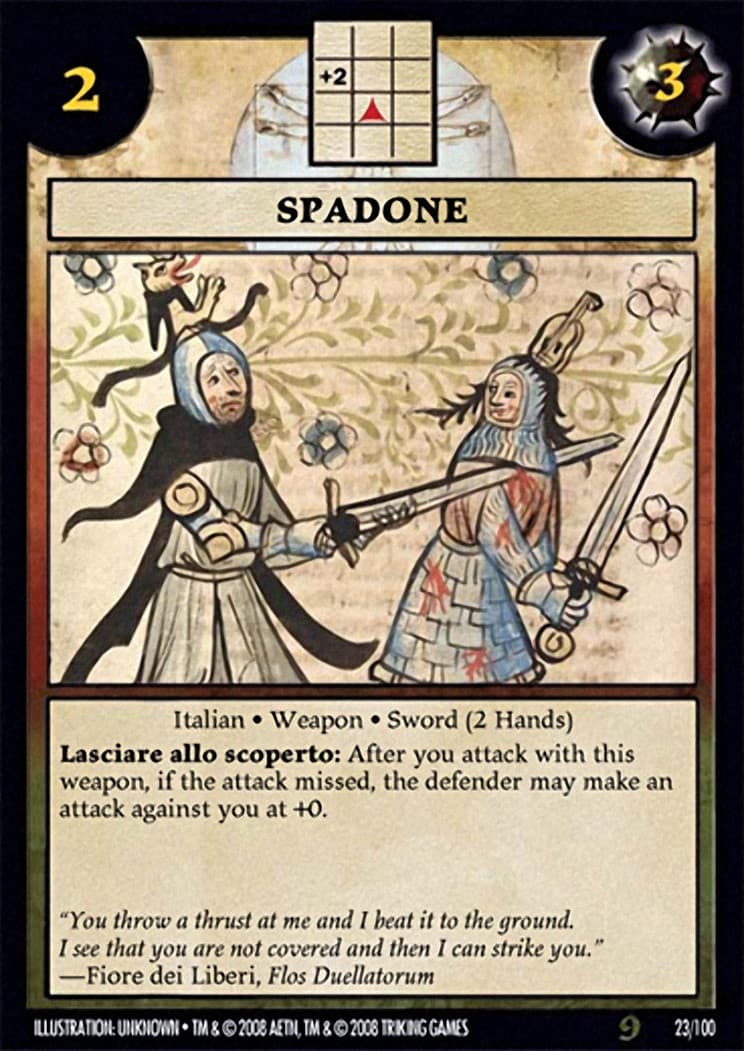 2
+2
3
SPADONE
Italian • Weapon • Sword (2 Hands)
Lasciare allo scoperto: After you attack with this
weapon, if the attack missed, the defender may make an
attack against you at +0.
“You throw a thrust at me and I beat it to the ground.
I see that you are not covered and then I can strike you.”
—Fiore dei Liberi, Flos Duellatorum
ILLUSTRATION: UNKNOWN • TM & © 2008 AETN, TM & © 2008 TRIKING GAMES
9
23/100